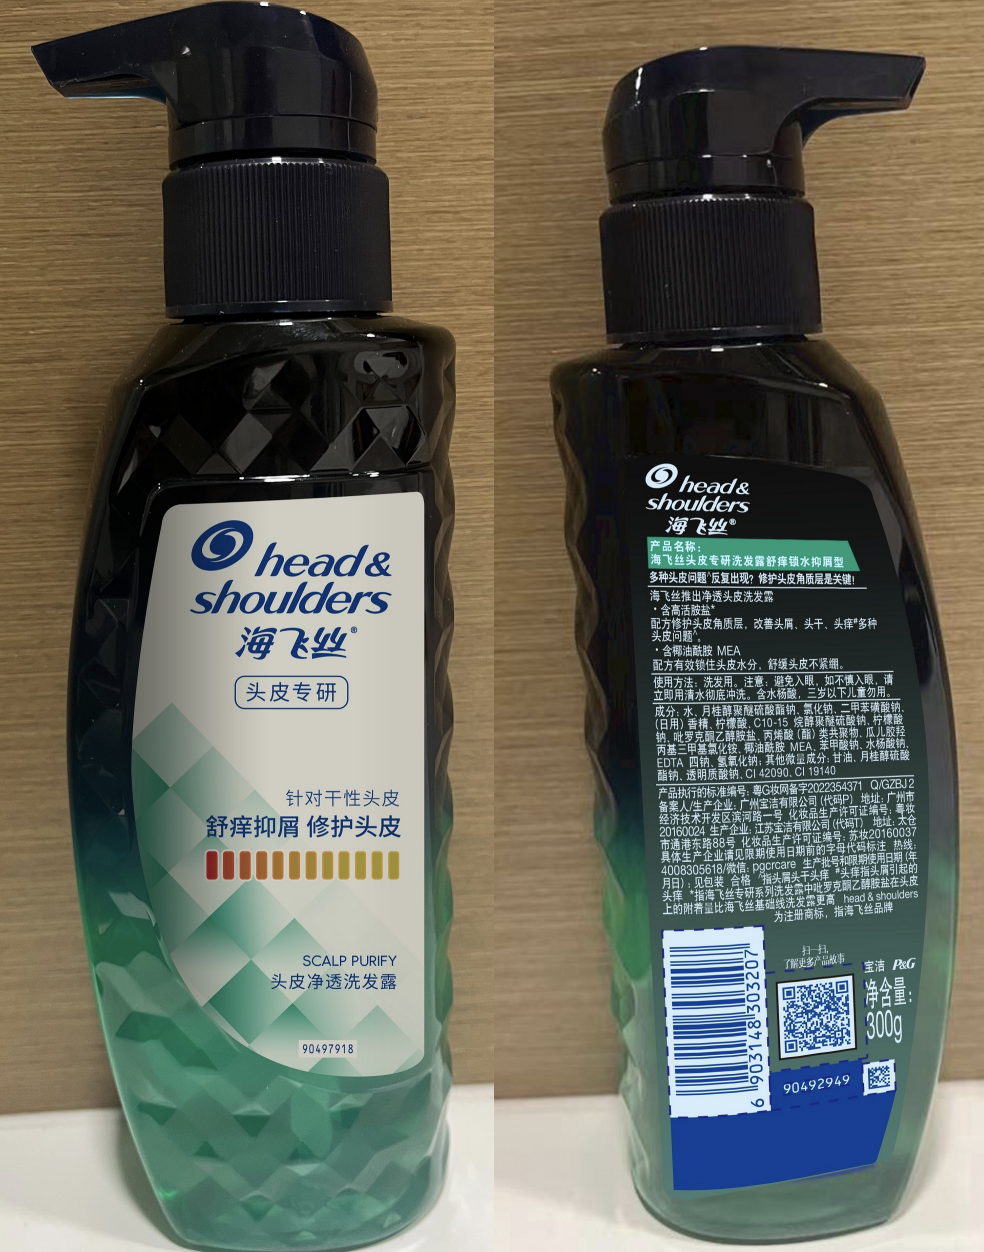 head &
shoulders
海飞丝®
头皮专研
针对干性头皮
舒痒抑屑 修护头皮
SCALP PURIFY
头皮净透洗发露
90497918
head &
shoulders
海飞丝®
产品名称:
海飞丝头皮专研洗发露舒痒锁水抑屑型
多种头皮问题^反复出现? 修护头皮角质层是关键!
海飞丝推出净透头皮洗发露
·含高活胺盐*
配方修护头皮角质层, 改善头屑、头干、头痒#多种
头皮问题^。
·含椰油酰胺 MEA
配方有效锁住头皮水分, 舒缓头皮不紧绷。
使用方法: 洗发用。注意: 避免入眼, 如不慎入眼, 请
立即用清水彻底冲洗。含水杨酸, 三岁以下儿童勿用。
成分: 水、月桂醇聚醚硫酸酯钠、氯化钠、二甲苯磺酸钠、
(日用) 香精、柠檬酸、C10-15 烷醇聚醚硫酸钠、柠檬酸
钠、吡罗克酮乙醇胺盐、丙烯酸 (酯) 类共聚物、瓜儿胶羟
丙基三甲基氯化铵、椰油酰胺 MEA、苯甲酸钠、水杨酸钠、
EDTA 四钠、氢氧化钠; 其他微量成分: 甘油、月桂醇硫酸
酯钠、透明质酸钠、CI 42090、CI 19140
产品执行的标准编号: 粤G妆网备字2022354371 Q/GZBJ 2
备案人/生产企业: 广州宝洁有限公司 (代码P) 地址: 广州市
经济技术开发区滨河路一号 化妆品生产许可证编号: 粤妆
20160024 生产企业: 江苏宝洁有限公司 (代码T) 地址: 太仓
市通港东路88号 化妆品生产许可证编号: 苏妆20160037
具体生产企业请见限期使用日期前的字母代码标注 热线:
4008305618/微信: pgcrcare 生产批号和限期使用日期 (年
月日) : 见包装 合格 ^指头屑头干头痒 #头痒指头屑引起的
头痒 *指海飞丝专研系列洗发露中吡罗克酮乙醇胺盐在头皮
上的附着量比海飞丝基础线洗发露更高 head & shoulders
为注册商标, 指海飞丝品牌
扫一扫,
了解更多产品故事
宝洁 P&G
净含量:
300g
6 903148 303207
90492949